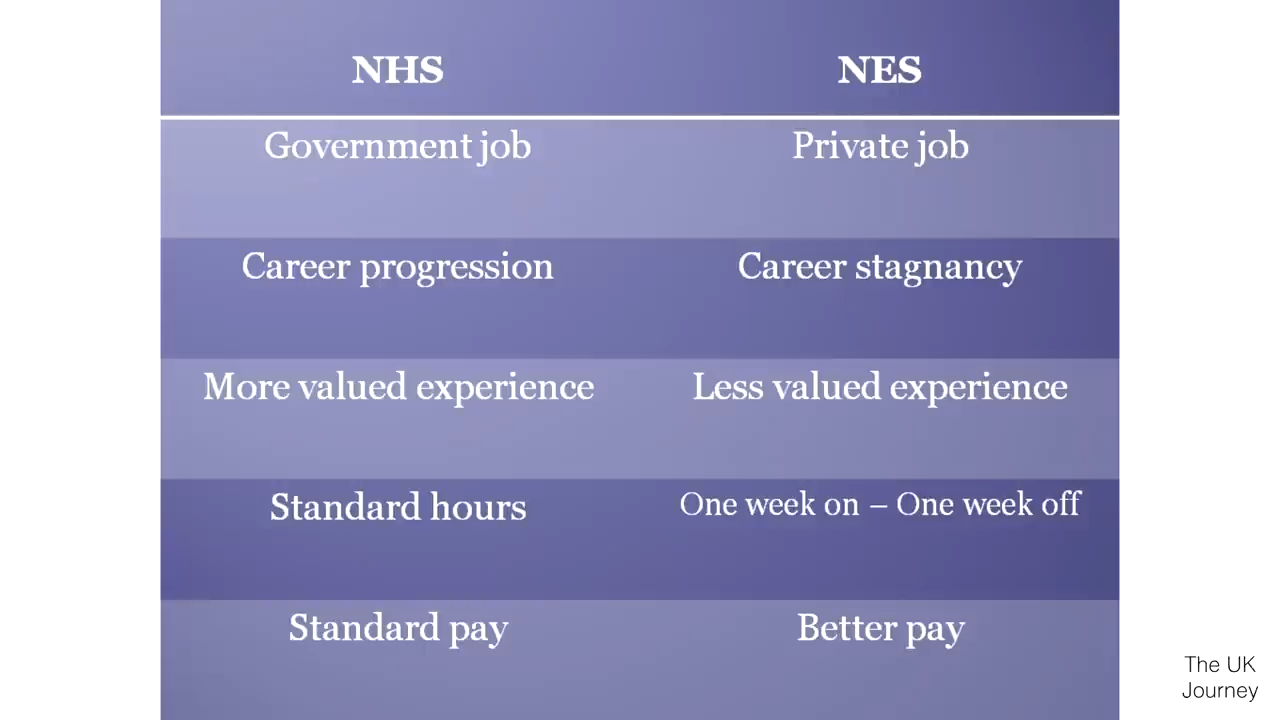 NHS NES
Government job Private job
Career progression Career stagnancy
More valued experience Less valued experience
Standard hours One week on – One week off
Standard pay Better pay
The UK
Journey